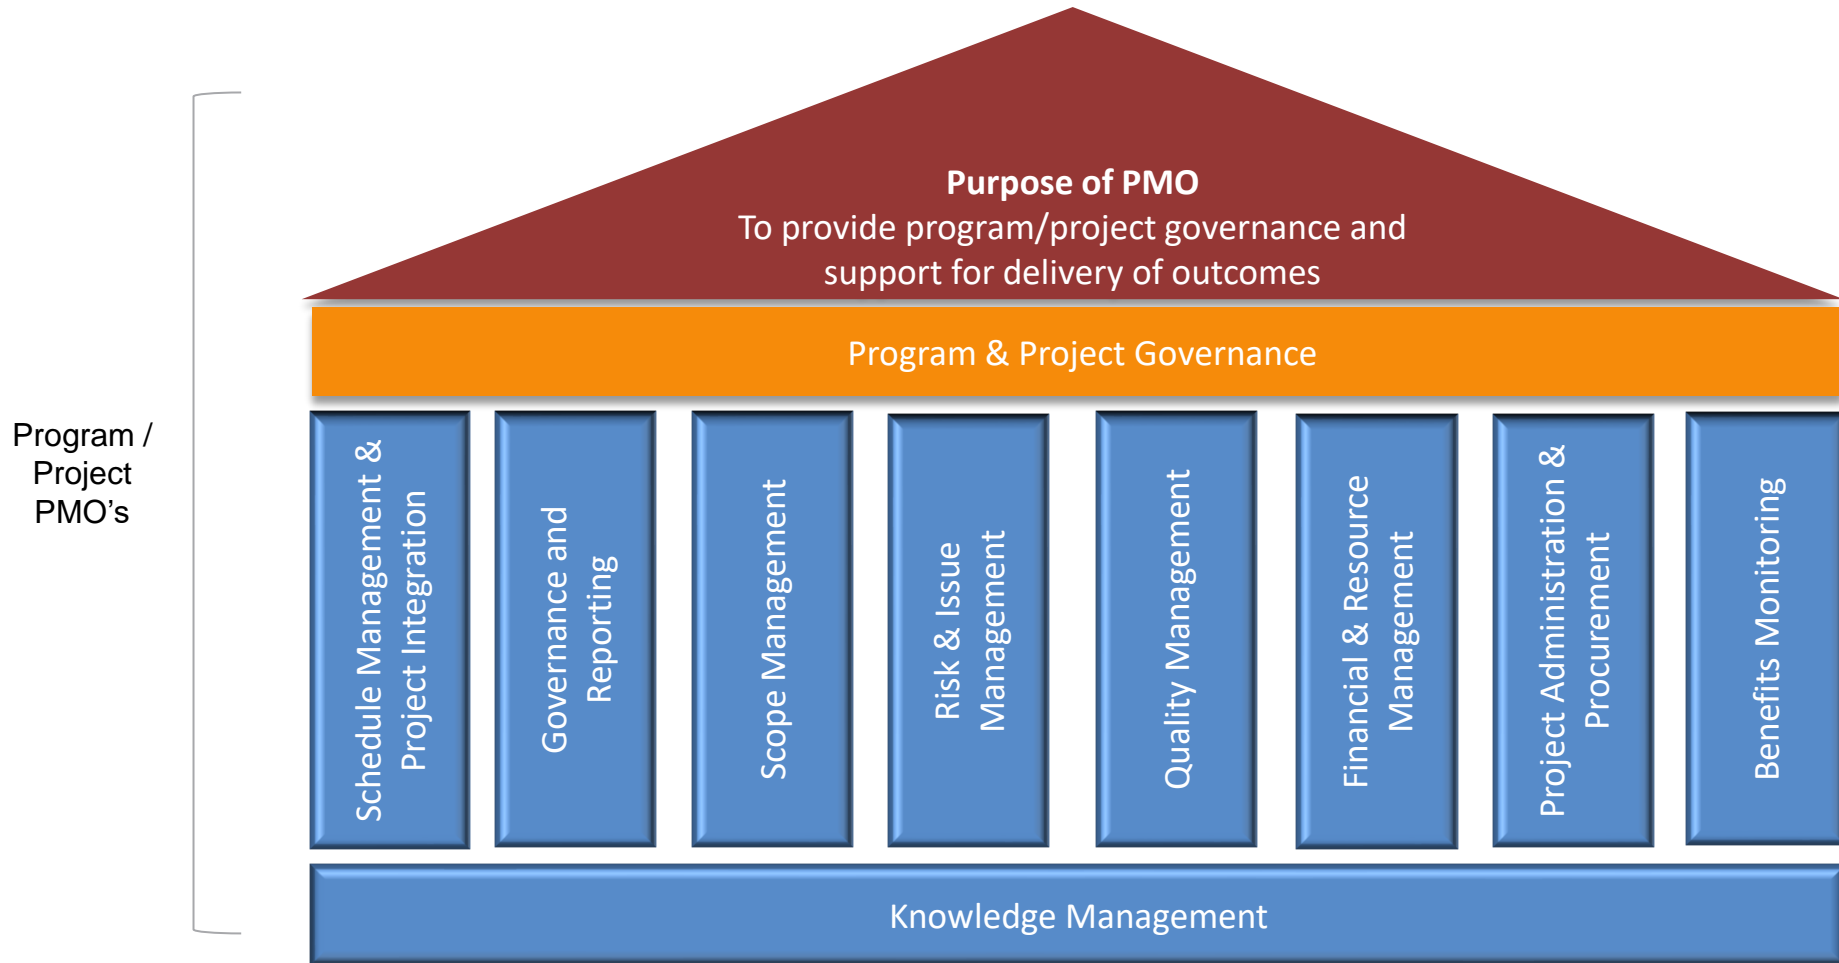 Purpose of PMO
To provide program/project governance and
support for delivery of outcomes
Program & Project Governance
Program /
Project
PMO’s
Schedule Management &
Project Integration
Governance and
Reporting
Scope Management
Risk & Issue
Management
Quality Management
Financial & Resource
Management
Project Administration &
Procurement
Benefits Monitoring
Knowledge Management